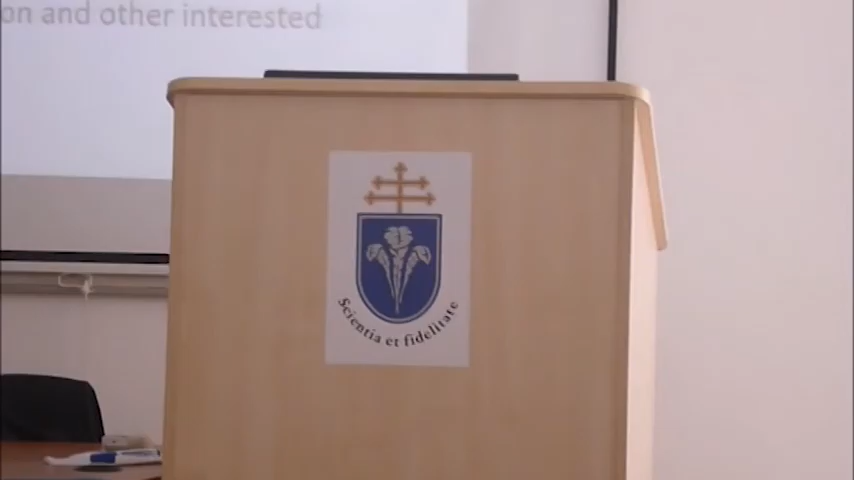 on and other interested
Scientia et fidelitate